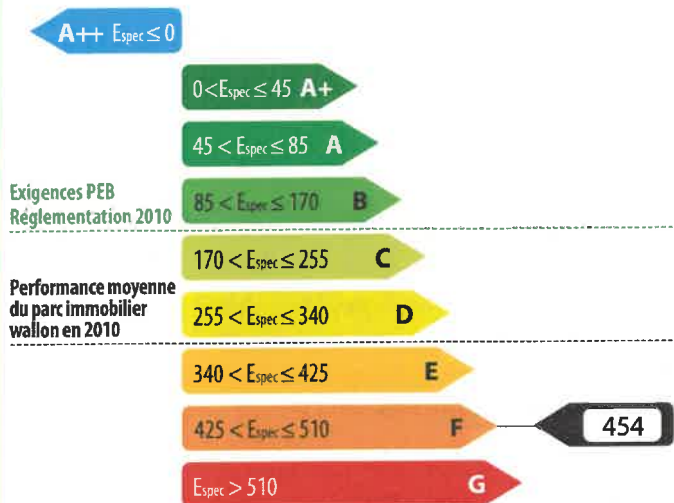 A++ Espec ≤ 0
0 < Espec ≤ 45 A+
45 < Espec ≤ 85 A
Exigences PEB
Réglementation 2010
85 < Espec ≤ 170 B
170 < Espec ≤ 255 C
Performance moyenne
du parc immobilier
wallon en 2010
255 < Espec ≤ 340 D
340 < Espec ≤ 425 E
425 < Espec ≤ 510 F
454
Espec > 510 G